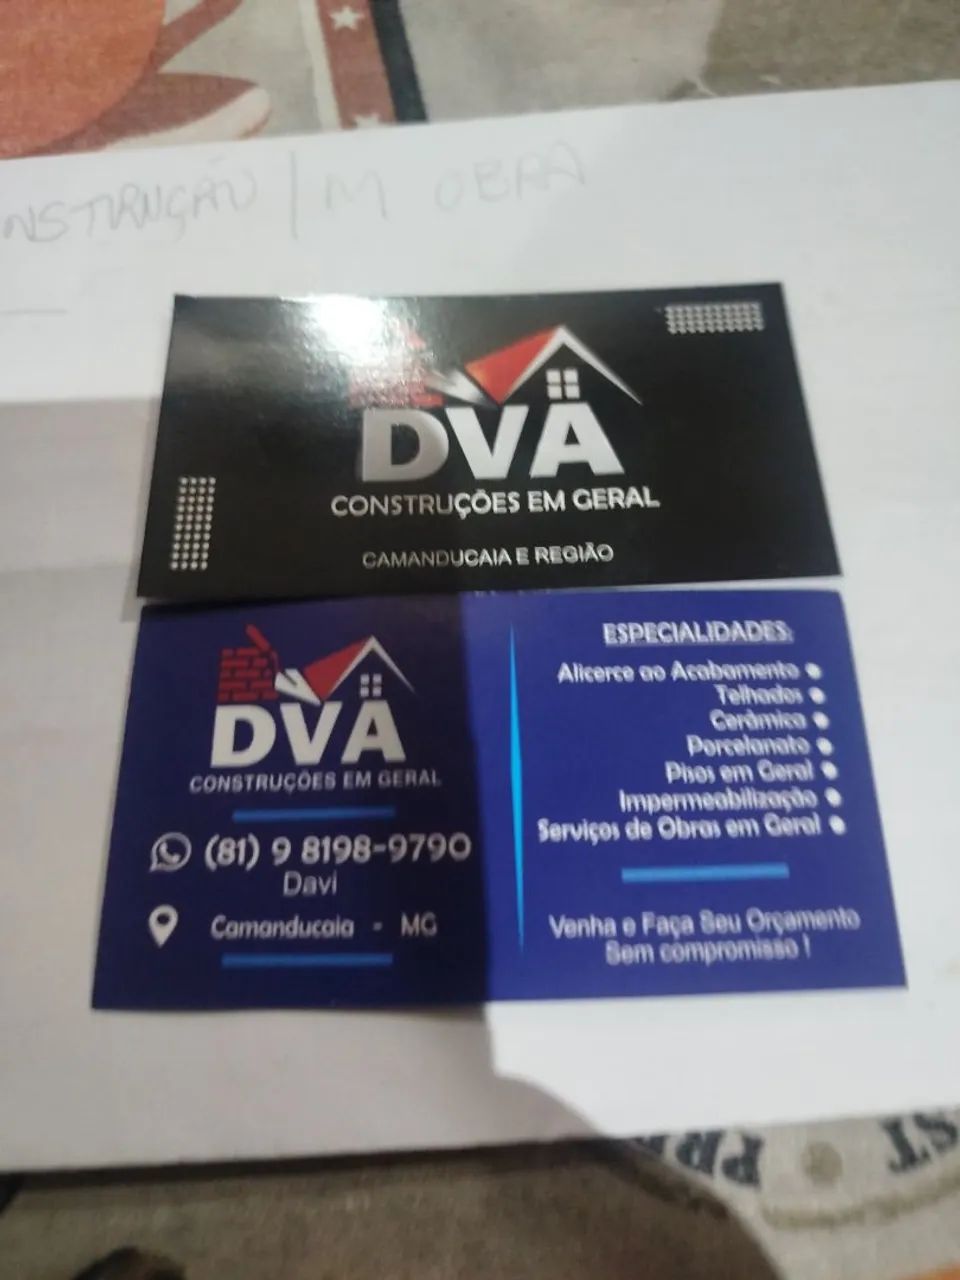 NSTRUÇÃO | M OBRA
DVA
CONSTRUÇÕES EM GERAL
CAMANDUCAIA E REGIÃO
DVA
CONSTRUÇÕES EM GERAL
(81) 9 8198-9790
Davi
Camanducaia - MG
ESPECIALIDADES:
Alicerce ao Acabamento
Telhados
Cerâmica
Porcelanato
Pisos em Geral
Impermeabilização
Serviços de Obras em Geral
Venha e Faça Seu Orçamento
Sem compromisso !
ST
PRE